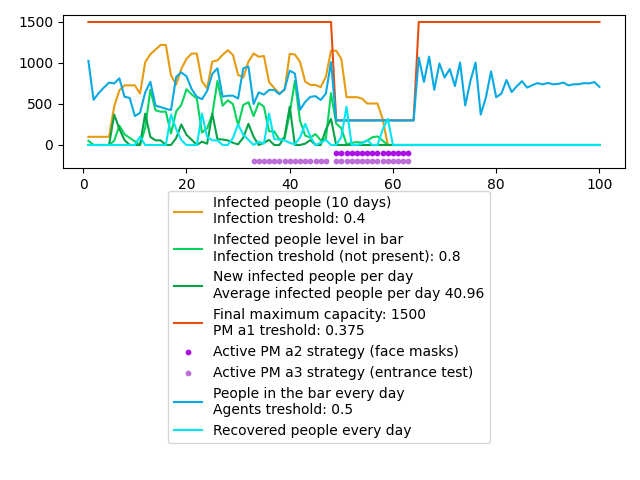 1500
1000
500
0
0
20
40
60
80
100
Infected people (10 days)
Infection treshold: 0.4
Infected people level in bar
Infection treshold (not present): 0.8
New infected people per day
Average infected people per day 40.96
Final maximum capacity: 1500
PM a1 treshold: 0.375
Active PM a2 strategy (face masks)
Active PM a3 strategy (entrance test)
People in the bar every day
Agents treshold: 0.5
Recovered people every day